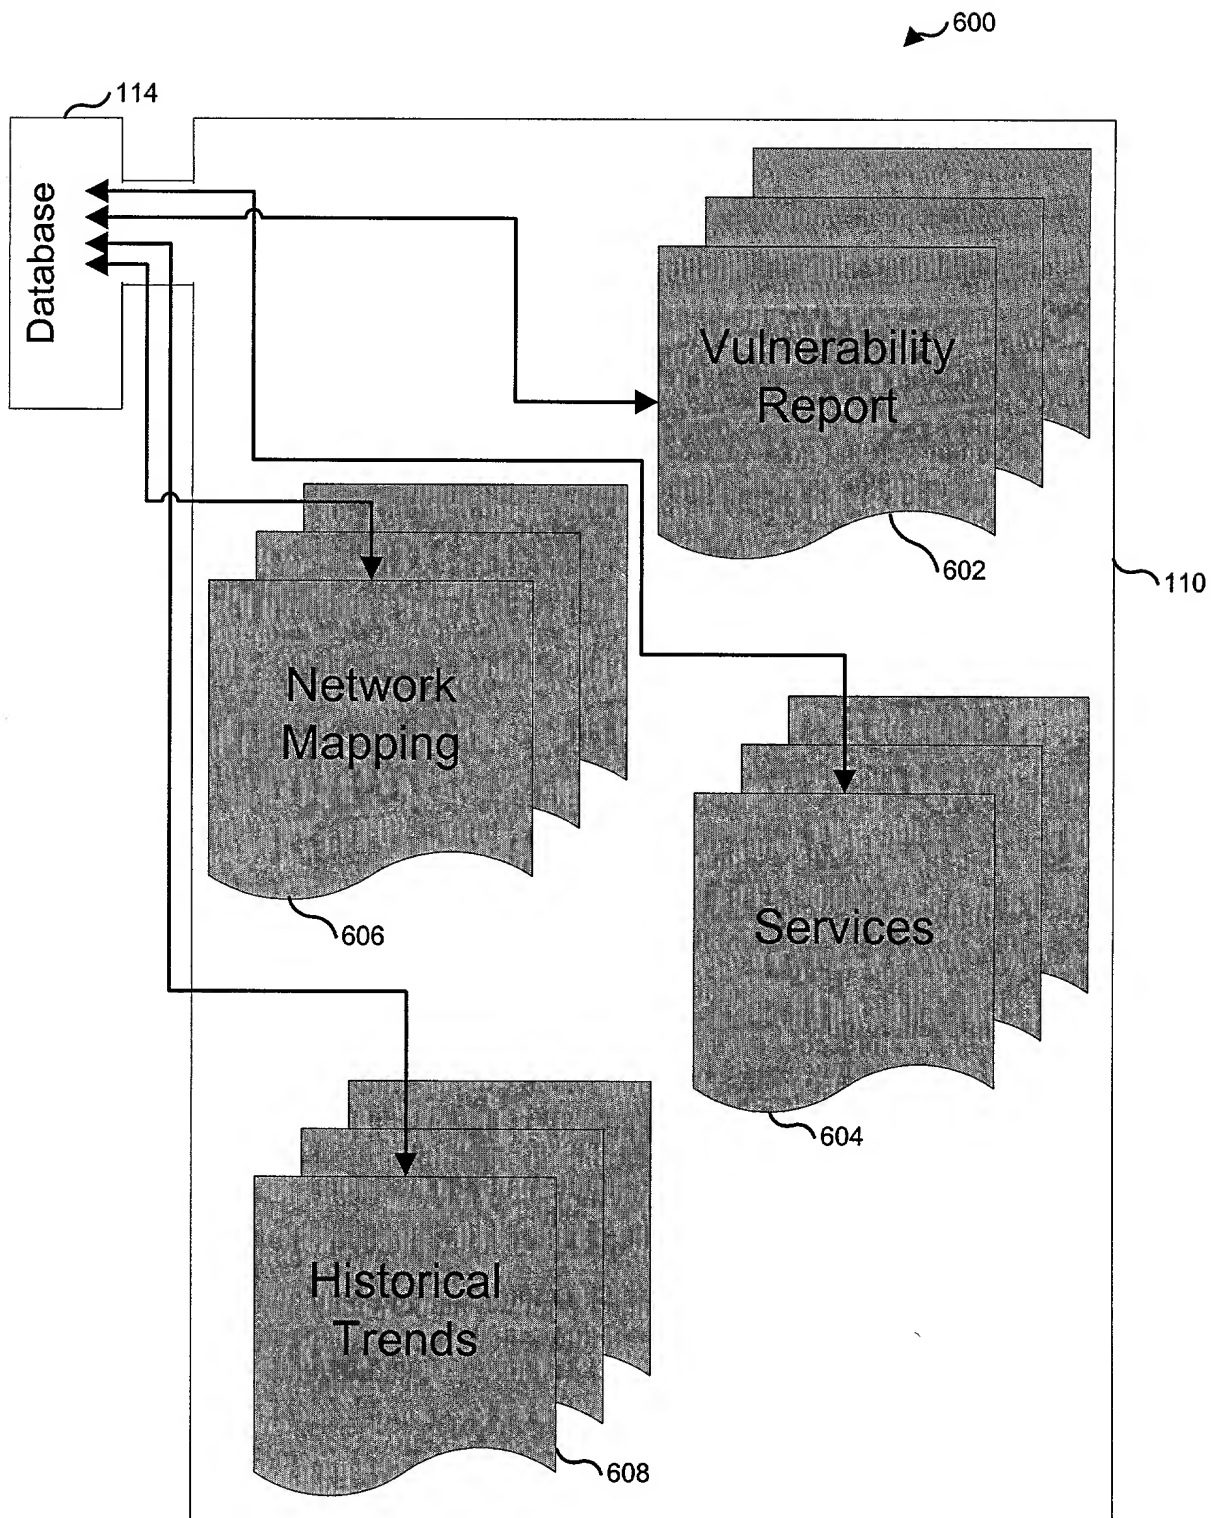 600
114
Database
Vulnerability
Report
602
110
Network
Mapping
606
Services
604
Historical
Trends
608